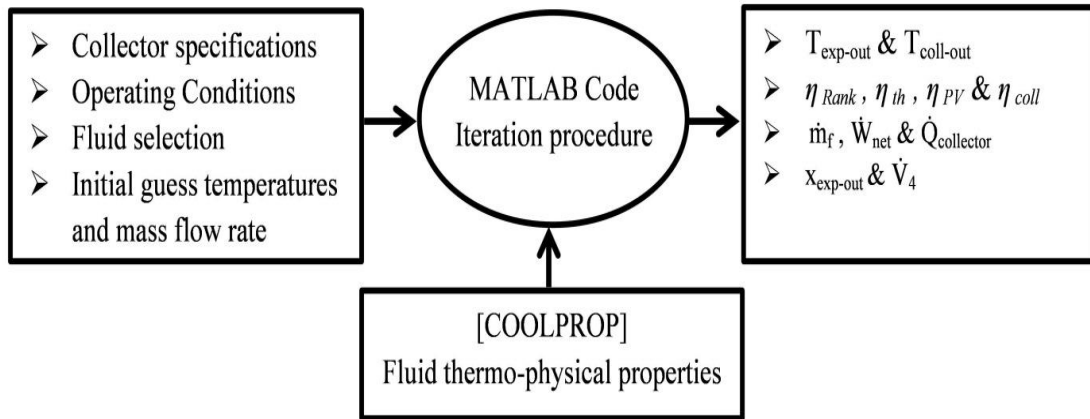 ➢ Collector specifications
➢ Operating Conditions
➢ Fluid selection
➢ Initial guess temperatures
and mass flow rate
MATLAB Code
Iteration procedure
➢ T_exp-out & T_coll-out
➢ η_Rank , η_th , η_PV & η_coll
➢ ṁ_f , Ẇ_net & Q̇_collector
➢ x_exp-out & V̇_4
[COOLPROP]
Fluid thermo-physical properties